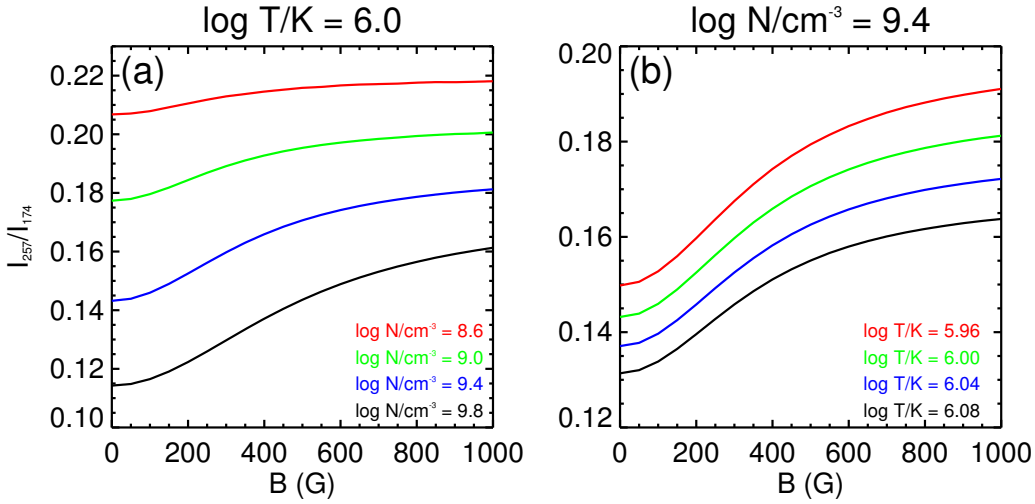 log T/K = 6.0
(a)
I257/I174
0.22
0.20
0.18
0.16
0.14
0.12
0.10
log N/cm-3 = 8.6
log N/cm-3 = 9.0
log N/cm-3 = 9.4
log N/cm-3 = 9.8
0 200 400 600 800 1000
B (G)
log N/cm-3 = 9.4
(b)
0.20
0.18
0.16
0.14
0.12
log T/K = 5.96
log T/K = 6.00
log T/K = 6.04
log T/K = 6.08
0 200 400 600 800 1000
B (G)